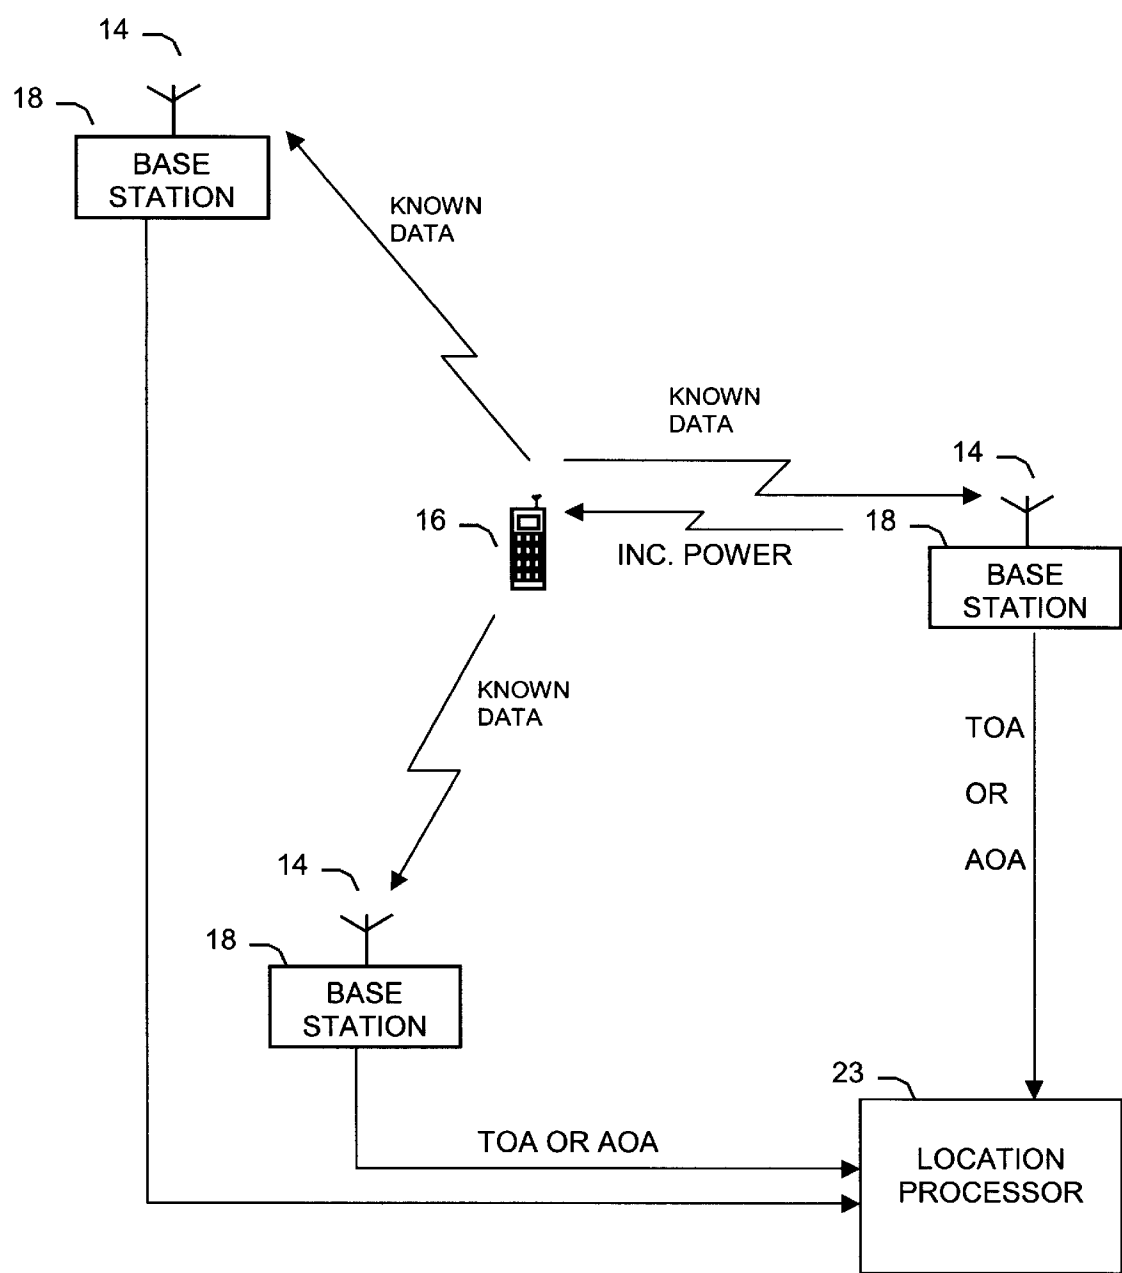 14
18
BASE
STATION
KNOWN
DATA
KNOWN
DATA
14
16
18
INC. POWER
BASE
STATION
KNOWN
DATA
TOA
OR
AOA
14
18
BASE
STATION
23
TOA OR AOA
LOCATION
PROCESSOR